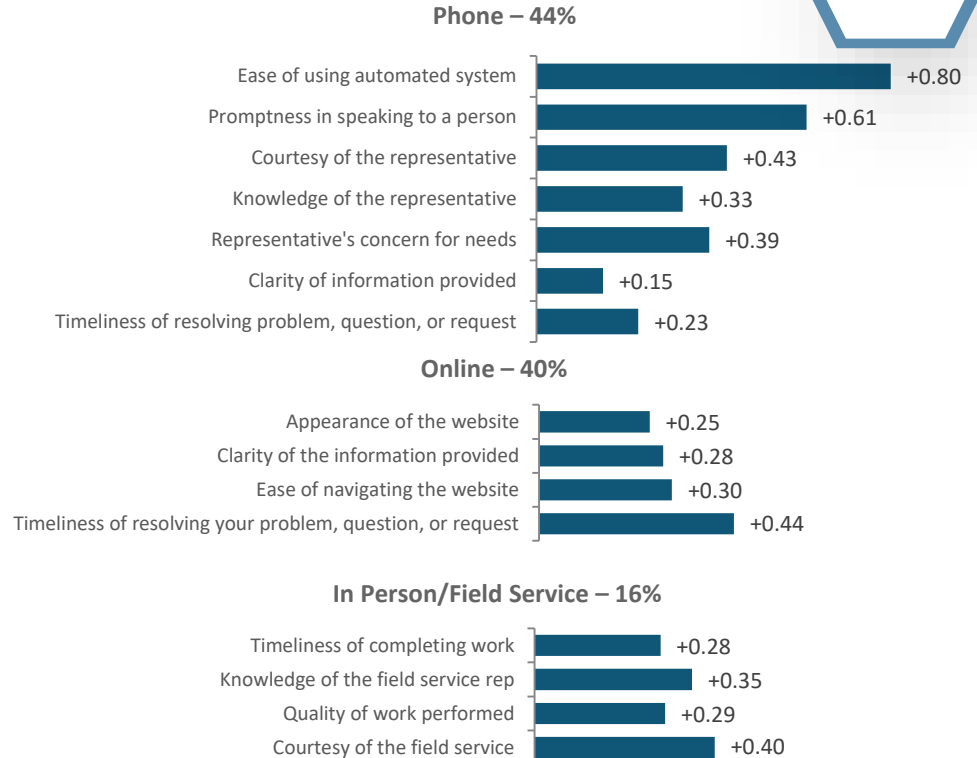 Phone – 44%
Ease of using automated system +0.80
Promptness in speaking to a person +0.61
Courtesy of the representative +0.43
Knowledge of the representative +0.33
Representative's concern for needs +0.39
Clarity of information provided +0.15
Timeliness of resolving problem, question, or request +0.23
Online – 40%
Appearance of the website +0.25
Clarity of the information provided +0.28
Ease of navigating the website +0.30
Timeliness of resolving your problem, question, or request +0.44
In Person/Field Service – 16%
Timeliness of completing work +0.28
Knowledge of the field service rep +0.35
Quality of work performed +0.29
Courtesy of the field service +0.40